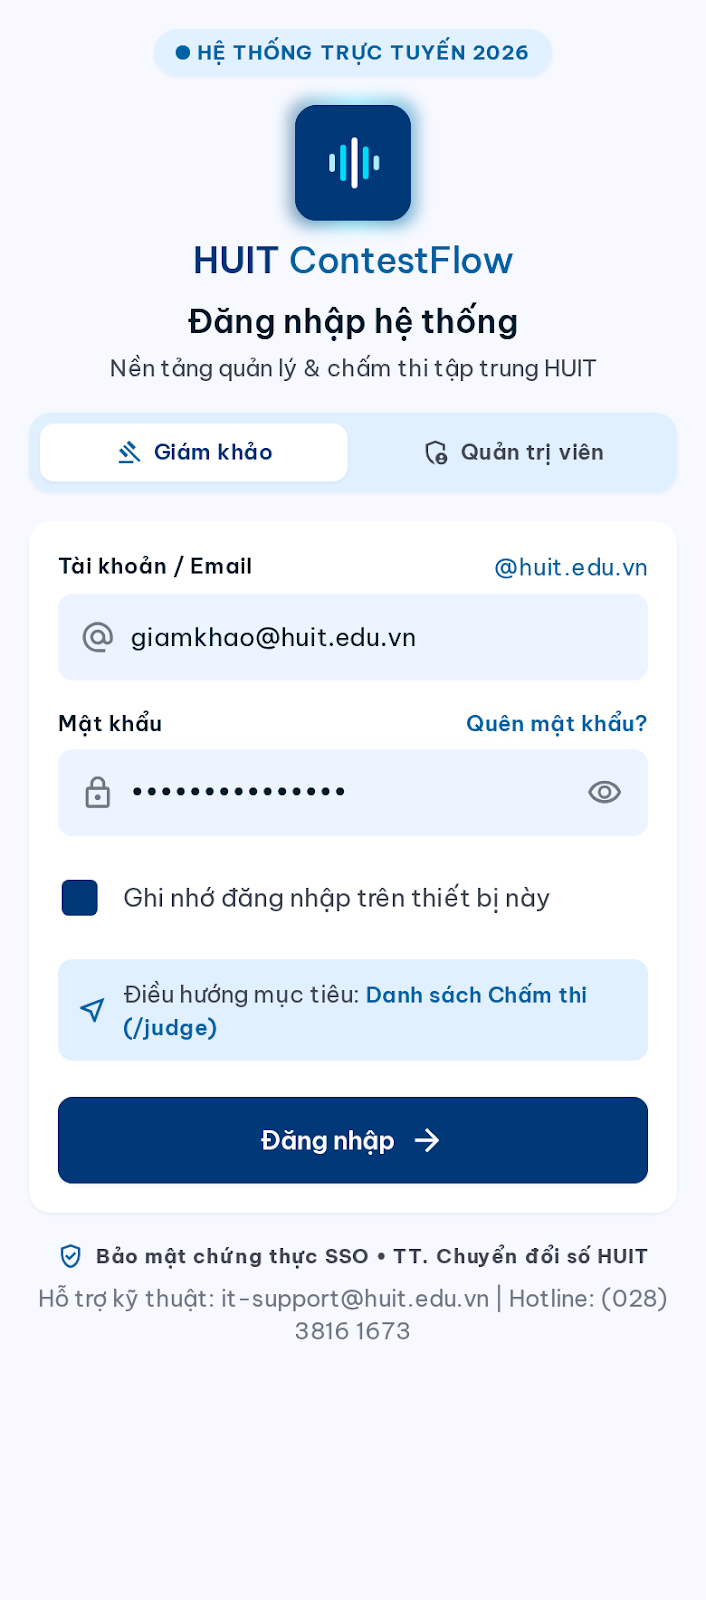 HỆ THỐNG TRỰC TUYẾN 2026
HUIT ContestFlow
Đăng nhập hệ thống
Nền tảng quản lý & chấm thi tập trung HUIT
Giám khảo
Quản trị viên
Tài khoản / Email
@huit.edu.vn
giamkhao@huit.edu.vn
Mật khẩu
Quên mật khẩu?
•••••••••••••••
Ghi nhớ đăng nhập trên thiết bị này
Điều hướng mục tiêu: Danh sách Chấm thi
(/judge)
Đăng nhập
Bảo mật chứng thực SSO • TT. Chuyển đổi số HUIT
Hỗ trợ kỹ thuật: it-support@huit.edu.vn | Hotline: (028)
3816 1673